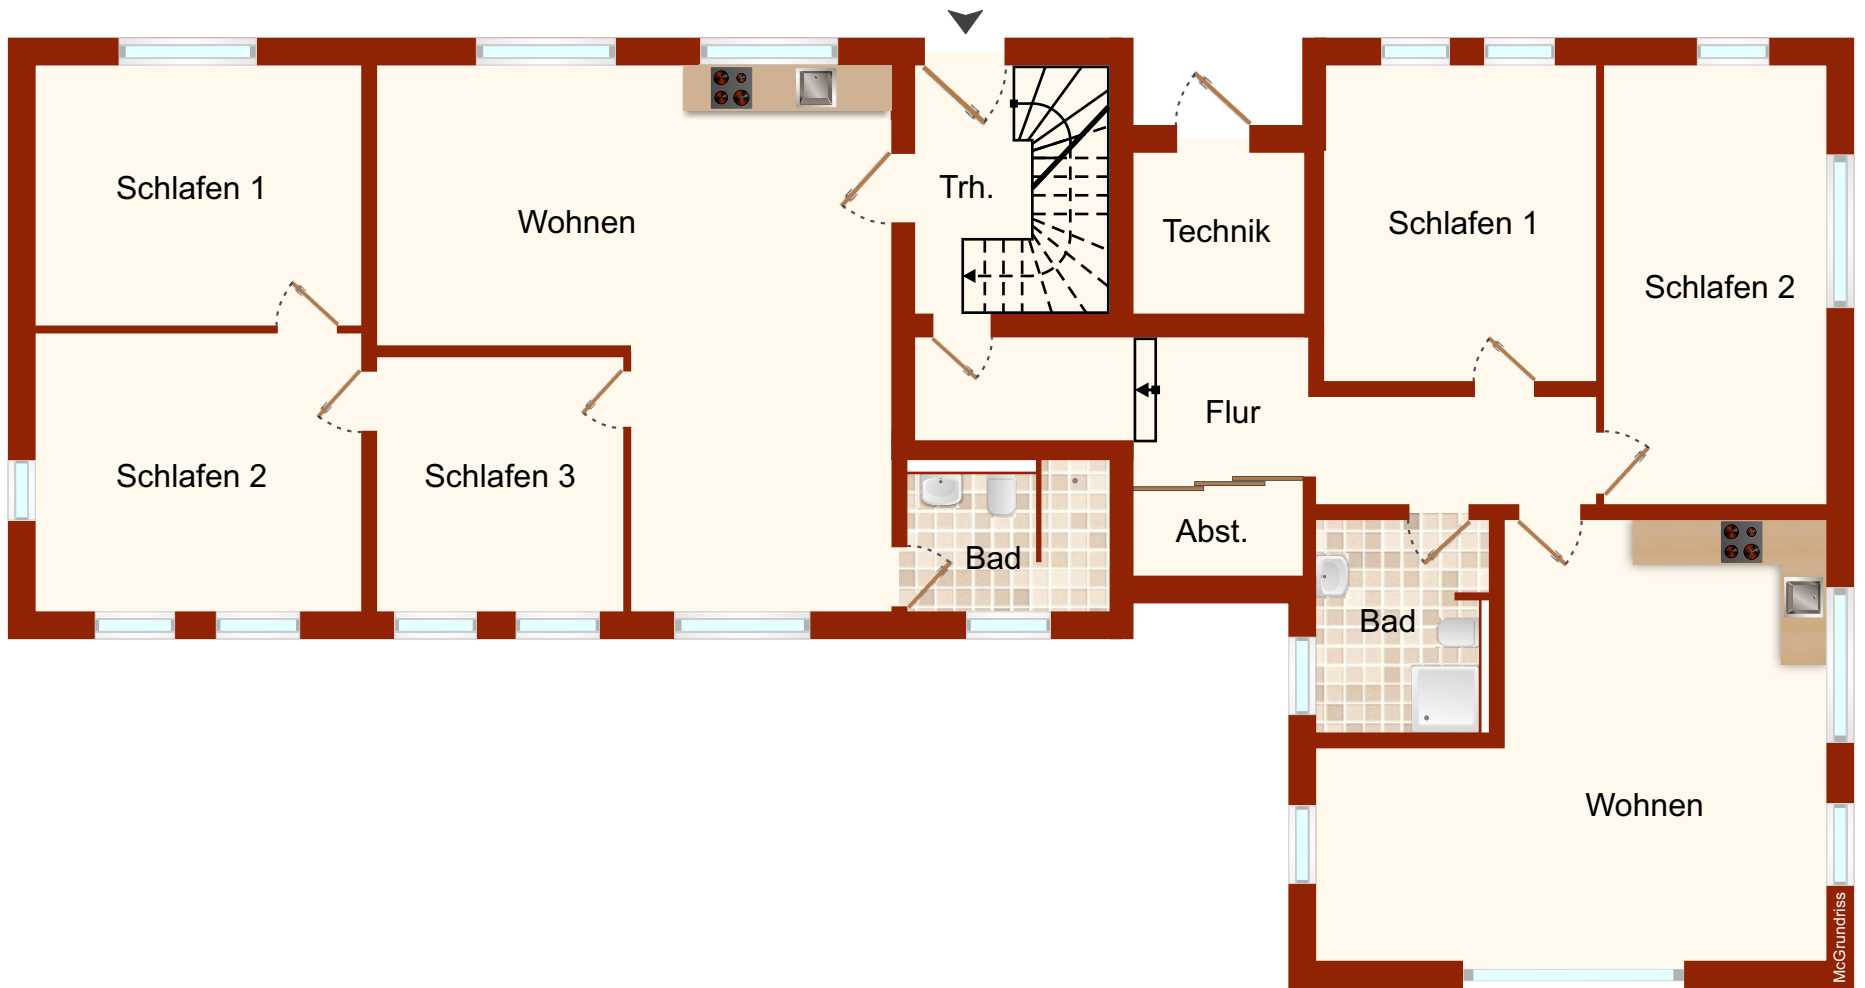 Schlafen 1
Wohnen
Trh.
Technik
Schlafen 1
Schlafen 2
Schlafen 2
Schlafen 3
Flur
Abst.
Bad
Bad
Wohnen
McGrundriss